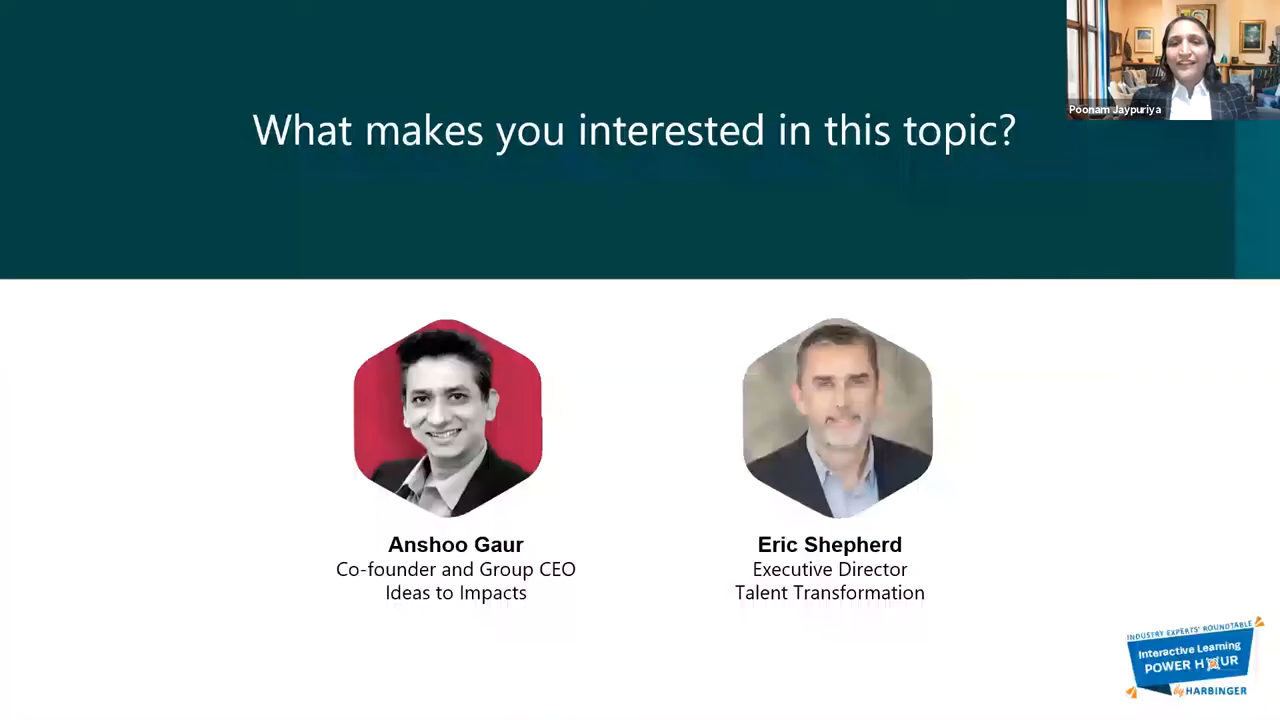 What makes you interested in this topic?
Poonam Jaypuriya
Anshoo Gaur
Co-founder and Group CEO
Ideas to Impacts
Eric Shepherd
Executive Director
Talent Transformation
INDUSTRY EXPERTS' ROUNDTABLE
Interactive Learning
POWER HOUR
by HARBINGER